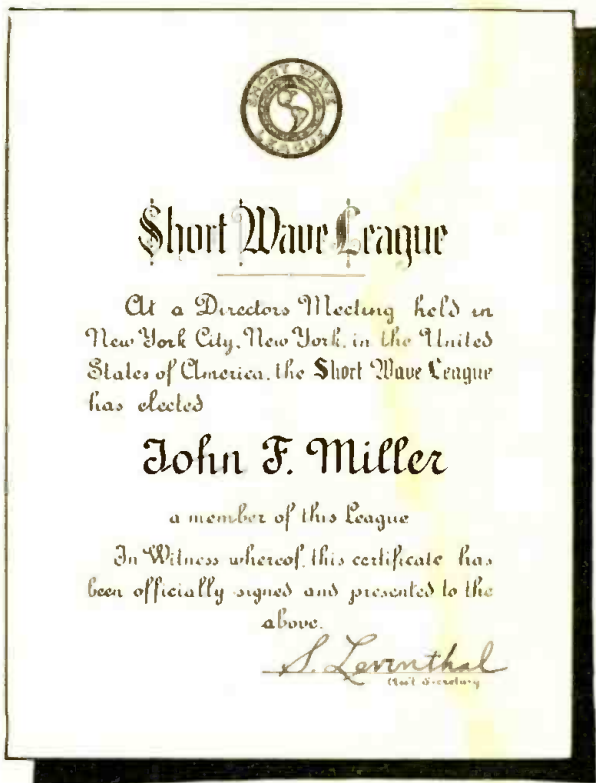 SHORT WAVE
LEAGUE
Short Wave League
At a Directors Meeting held in
New York City, New York, in the United
States of America, the Short Wave League
has elected
John F. Miller
a member of this League
In Witness whereof, this certificate has
been officially signed and presented to the
above.
S. Leventhal
Ass't Secretary